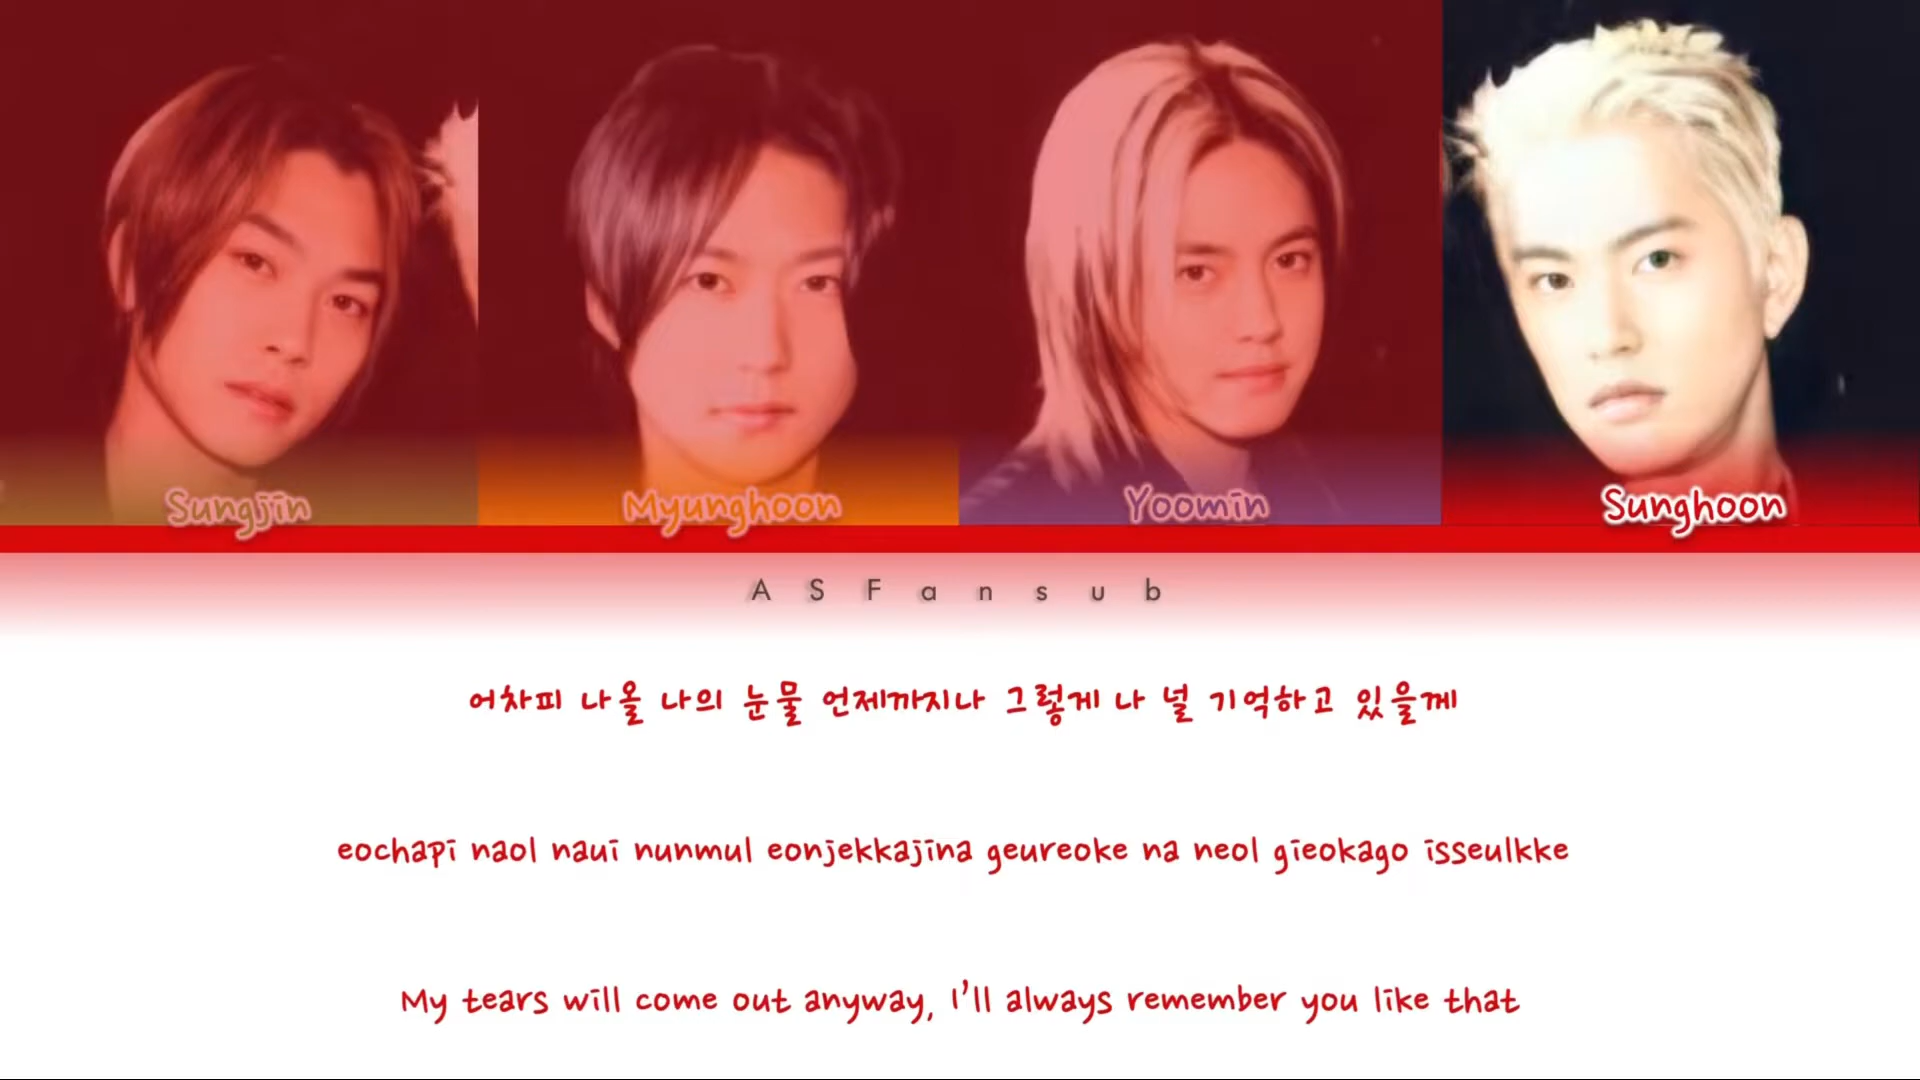 Sungjin Myunghoon Yoomin Sunghoon
A S F a n s u b
어차피 나올 나의 눈물 언제까지나 그렇게 나 널 기억하고 있을께
eochapi naol naui nunmul eonjekkajina geureoke na neol gieokago isseulkke
My tears will come out anyway, I'll always remember you like that